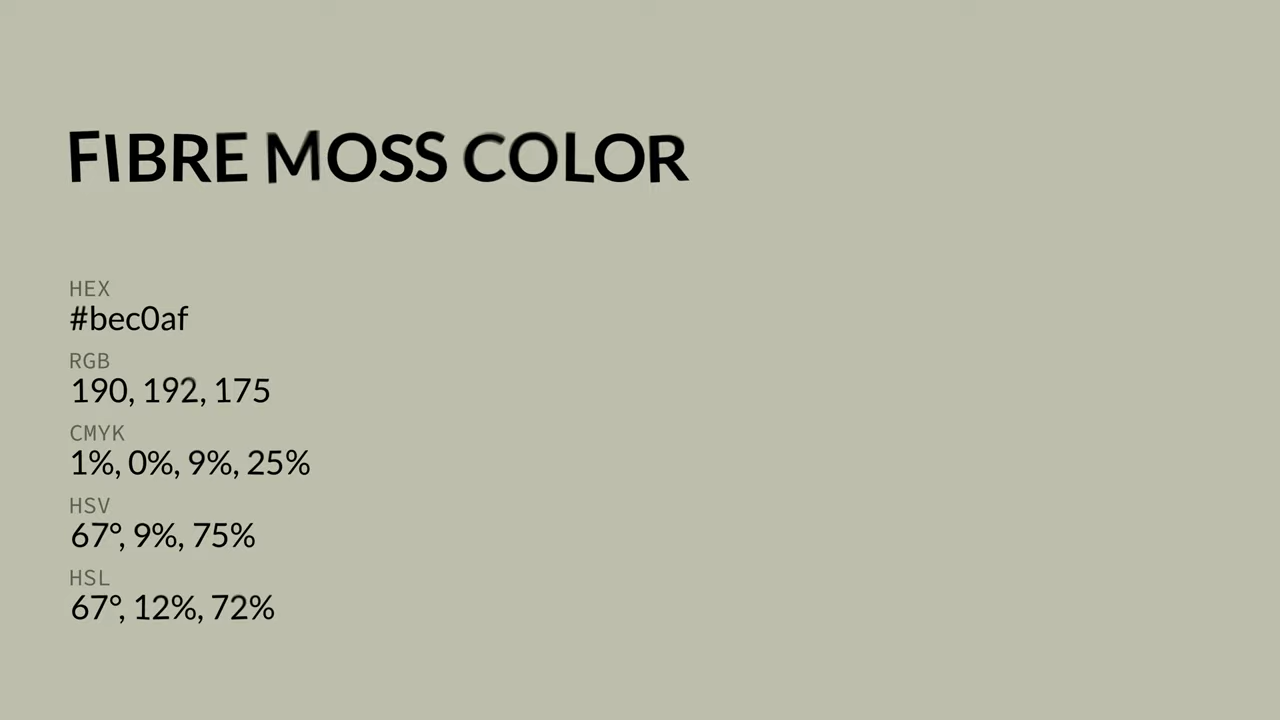 FIBRE MOSS COLOR
HEX
#bec0af
RGB
190, 192, 175
CMYK
1%, 0%, 9%, 25%
HSV
67°, 9%, 75%
HSL
67°, 12%, 72%